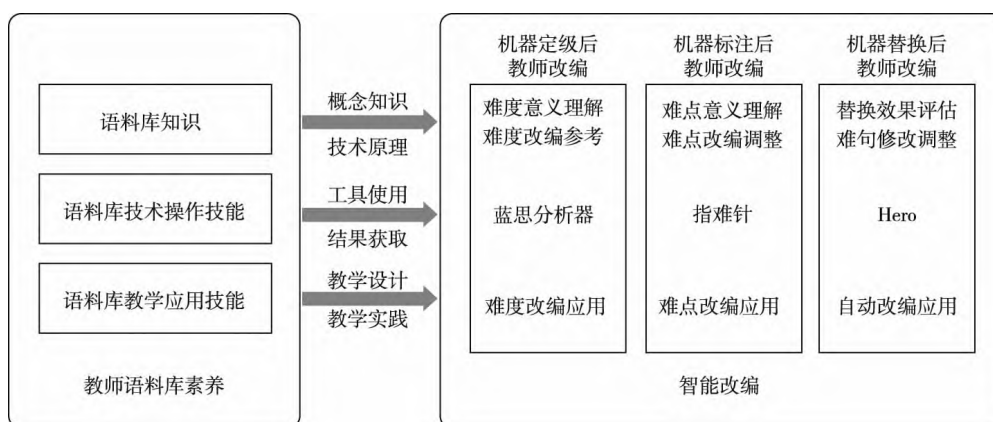 语料库知识
语料库技术操作技能
语料库教学应用技能
教师语料库素养
概念知识
技术原理
工具使用
结果获取
教学设计
教学实践
机器定级后
教师改编
难度意义理解
难度改编参考
蓝思分析器
难度改编应用
机器标注后
教师改编
难点意义理解
难点改编调整
指难针
难点改编应用
机器替换后
教师改编
替换效果评估
难句修改调整
Hero
自动改编应用
智能改编